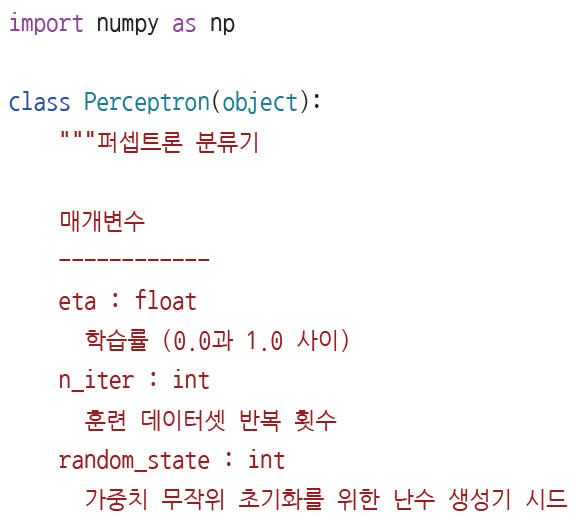 import numpy as np

class Perceptron(object):
    """퍼셉트론 분류기

    매개변수
    ------------
    eta : float
      학습률 (0.0과 1.0 사이)
    n_iter : int
      훈련 데이터셋 반복 횟수
    random_state : int
      가중치 무작위 초기화를 위한 난수 생성기 시드